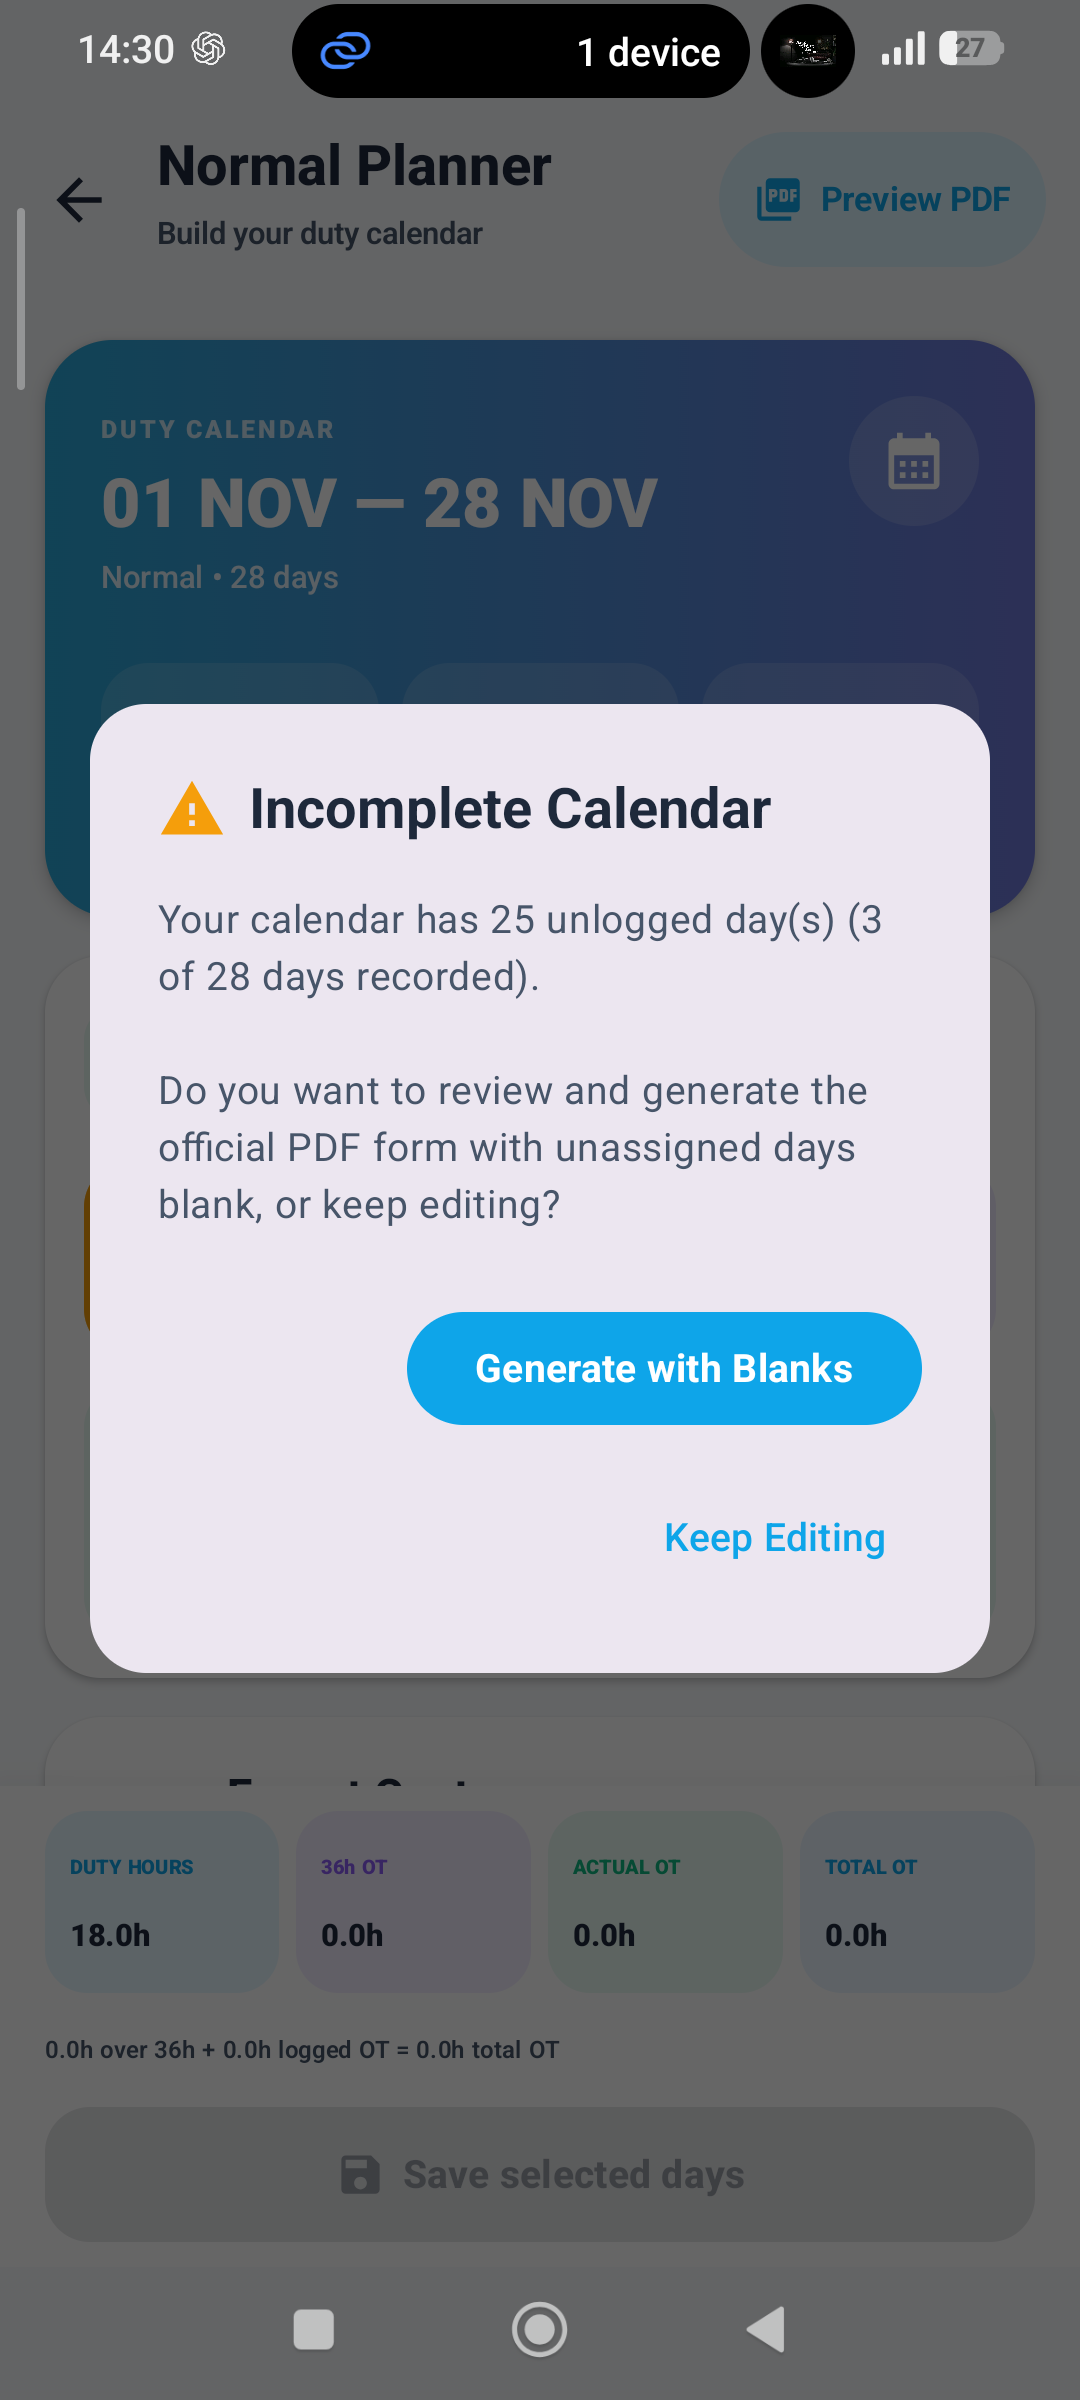 14:30
1 device
27
Normal Planner
Build your duty calendar
PDF
Preview PDF
DUTY CALENDAR
01 NOV — 28 NOV
Normal • 28 days
Incomplete Calendar
Your calendar has 25 unlogged day(s) (3
of 28 days recorded).
Do you want to review and generate the
official PDF form with unassigned days
blank, or keep editing?
Generate with Blanks
Keep Editing
DUTY HOURS
18.0h
36h OT
0.0h
ACTUAL OT
0.0h
TOTAL OT
0.0h
0.0h over 36h + 0.0h logged OT = 0.0h total OT
Save selected days